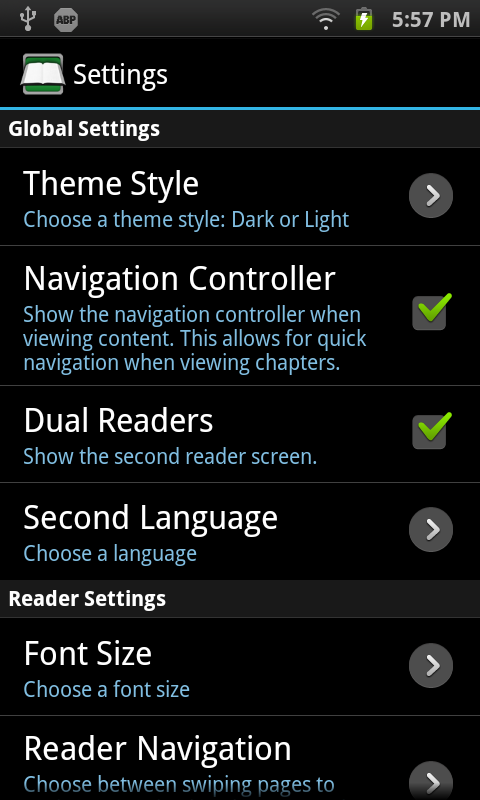 ABP
5:57 PM
Settings
Global Settings
Theme Style
Choose a theme style: Dark or Light
Navigation Controller
Show the navigation controller when
viewing content. This allows for quick
navigation when viewing chapters.
Dual Readers
Show the second reader screen.
Second Language
Choose a language
Reader Settings
Font Size
Choose a font size
Reader Navigation
Choose between swiping pages to